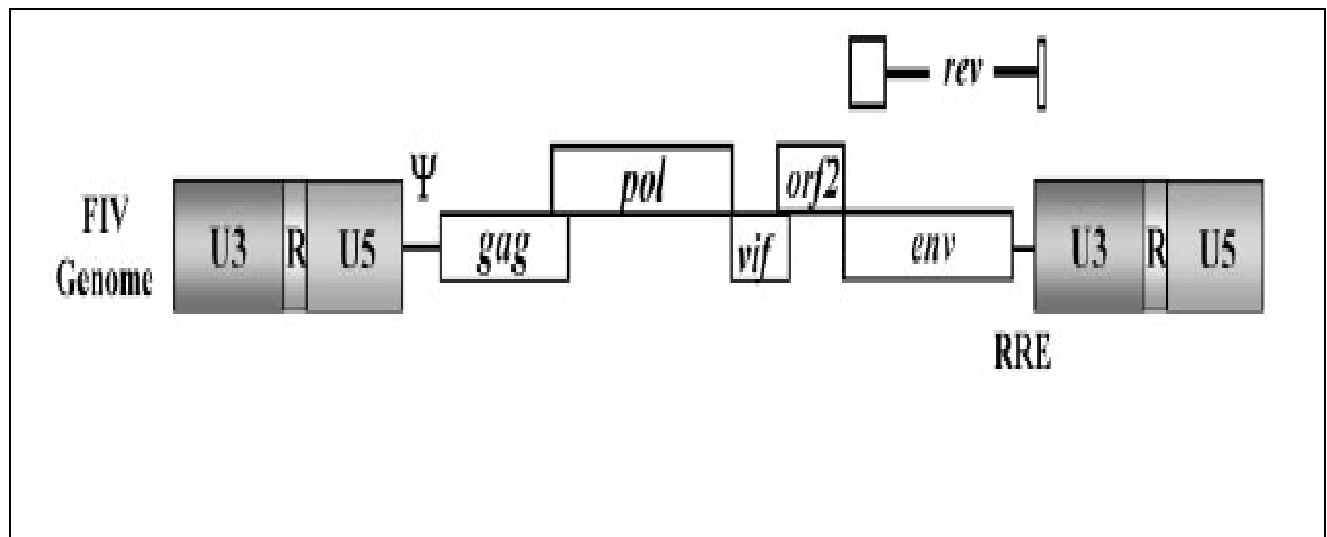 rev
Ψ
pol
orf2
FIV
Genome
U3 R U5
gag
vif
env
U3 R U5
RRE